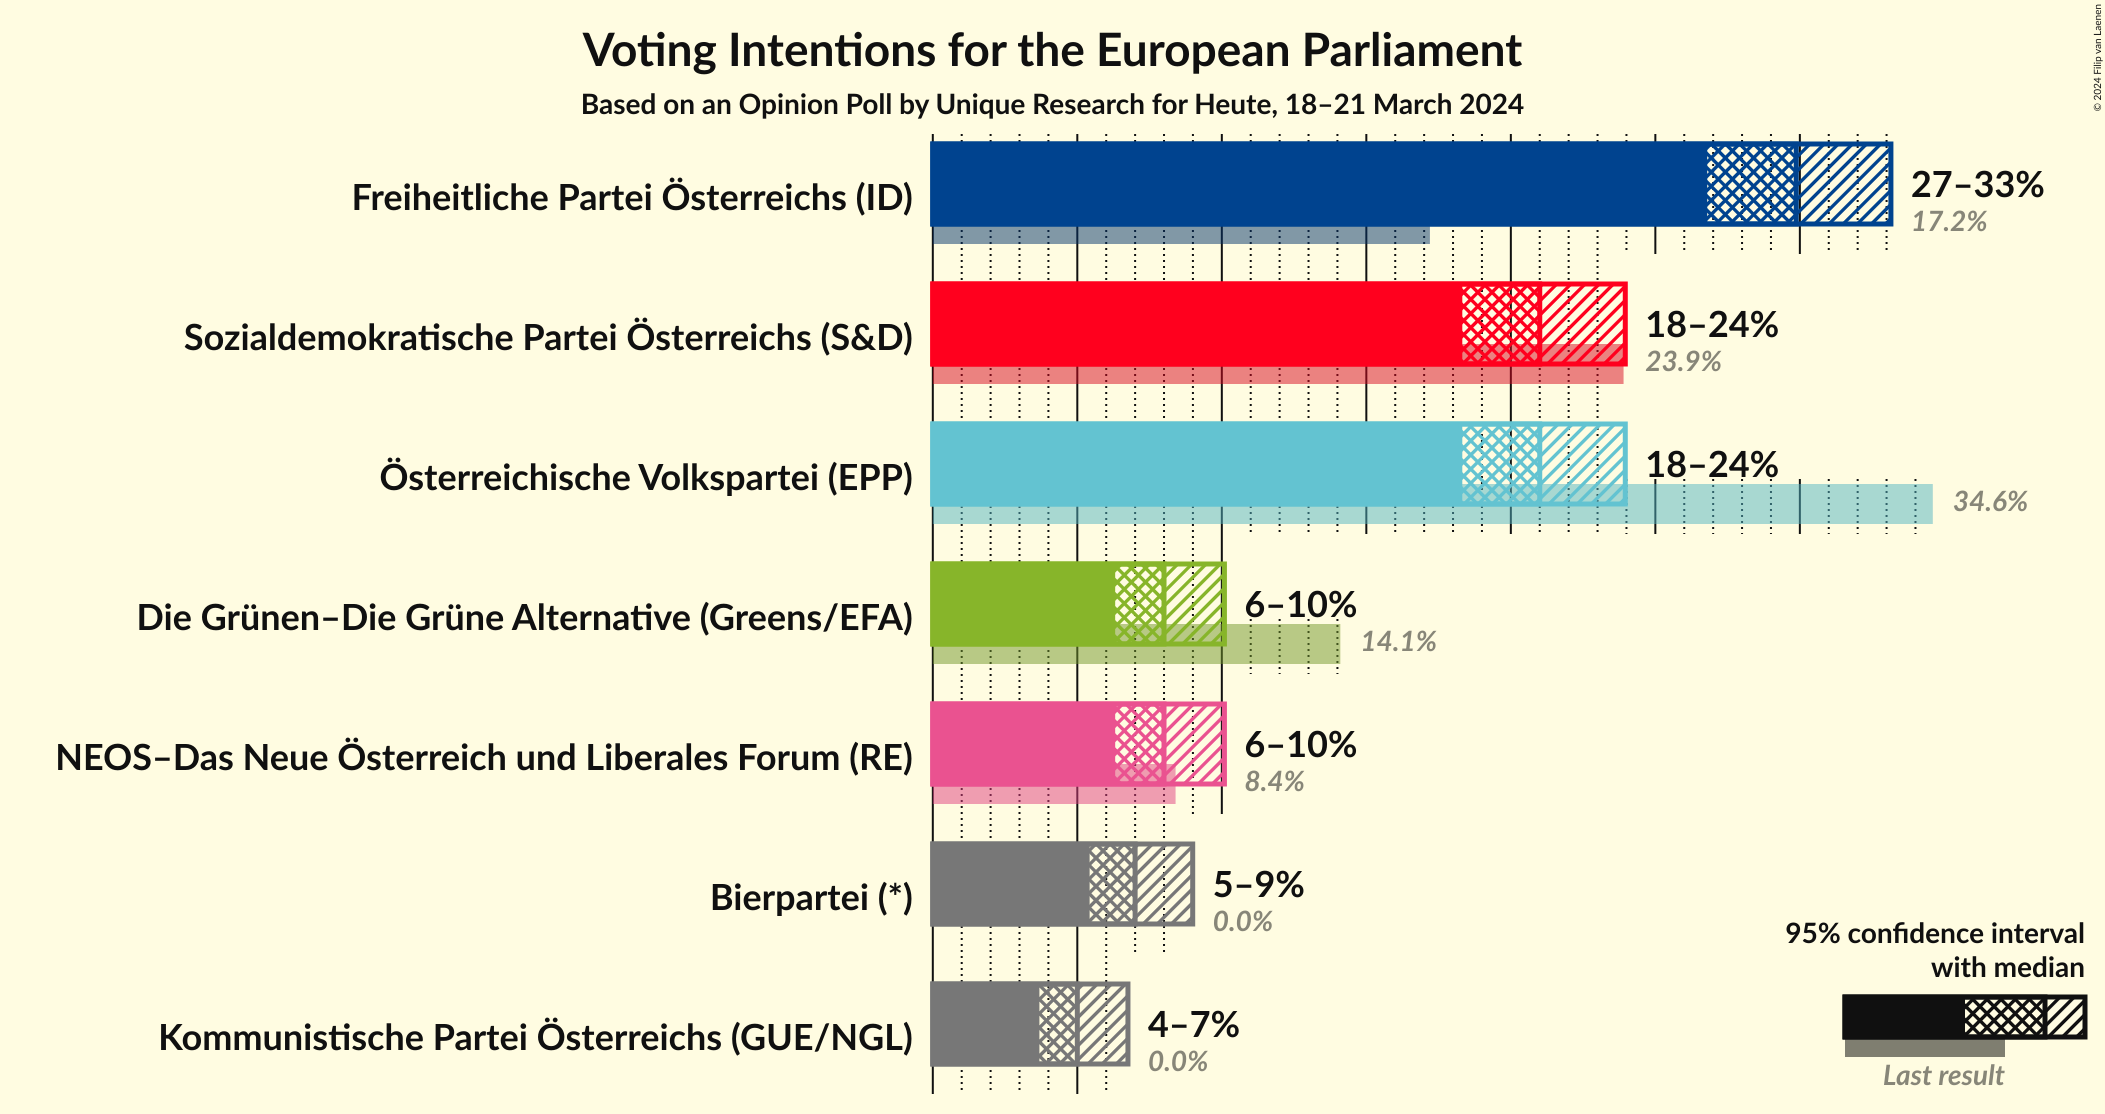 Voting Intentions for the European Parliament
Based on an Opinion Poll by Unique Research for Heute, 18–21 March 2024
© 2024 Filip van Laenen
Freiheitliche Partei Österreichs (ID)
27–33%
17.2%
Sozialdemokratische Partei Österreichs (S&D)
18–24%
23.9%
Österreichische Volkspartei (EPP)
18–24%
34.6%
Die Grünen–Die Grüne Alternative (Greens/EFA)
6–10%
14.1%
NEOS–Das Neue Österreich und Liberales Forum (RE)
6–10%
8.4%
Bierpartei (*)
5–9%
0.0%
Kommunistische Partei Österreichs (GUE/NGL)
4–7%
0.0%
95% confidence interval
with median
Last result